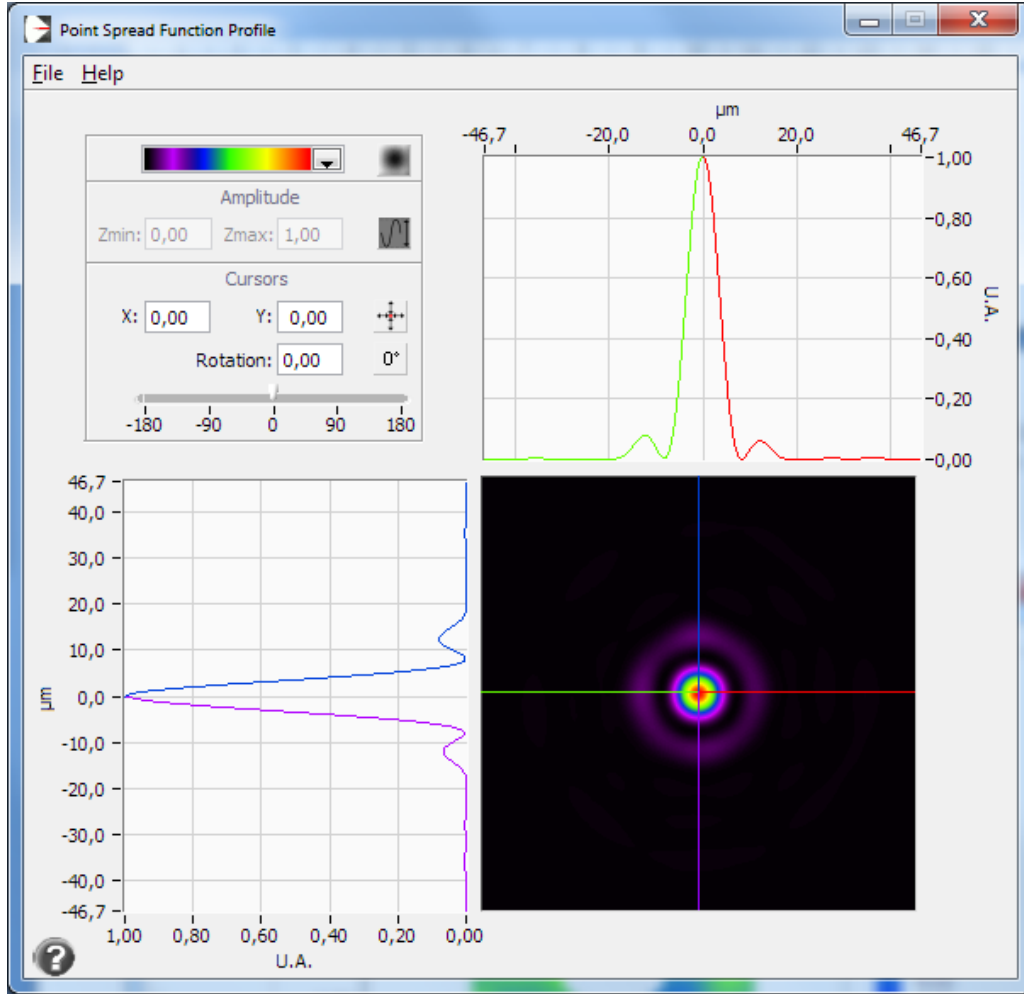 Point Spread Function Profile
File Help
Amplitude
Zmin: 0,00 Zmax: 1,00
Cursors
X: 0,00 Y: 0,00
Rotation: 0,00 0°
-180 -90 0 90 180
µm
-46,7 -20,0 0,0 20,0 46,7
1,00
0,80
0,60
0,40
0,20
0,00
U.A.
46,7
40,0
30,0
20,0
10,0
0,0
-10,0
-20,0
-30,0
-40,0
-46,7
µm
1,00 0,80 0,60 0,40 0,20 0,00
U.A.
?